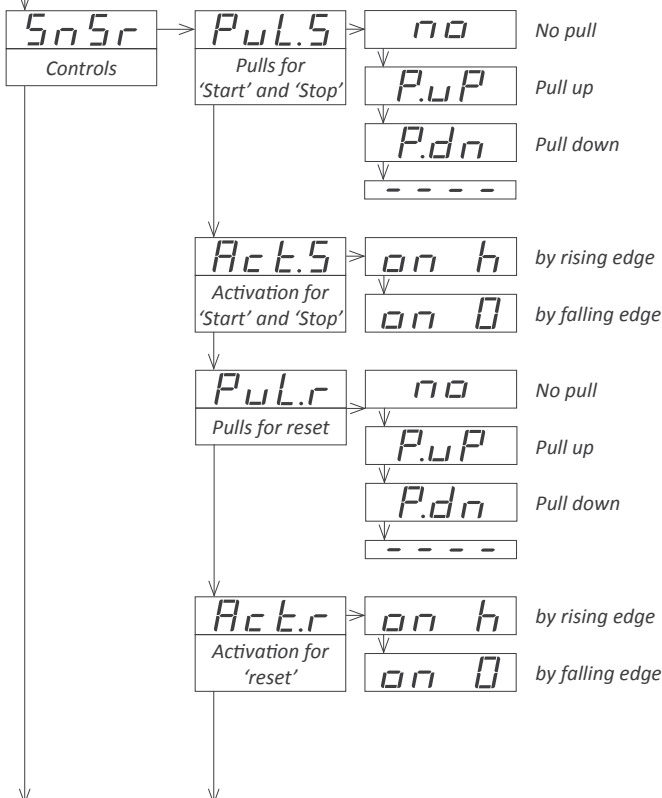 SnSr
Controls
PuL.S
Pulls for
‘Start’ and ‘Stop’
no
No pull
P.uP
Pull up
P.dn
Pull down
- - - -
Act.S
Activation for
‘Start’ and ‘Stop’
on h
by rising edge
on 0
by falling edge
PuL.r
Pulls for reset
no
No pull
P.uP
Pull up
P.dn
Pull down
- - - -
Act.r
Activation for
‘reset’
on h
by rising edge
on 0
by falling edge